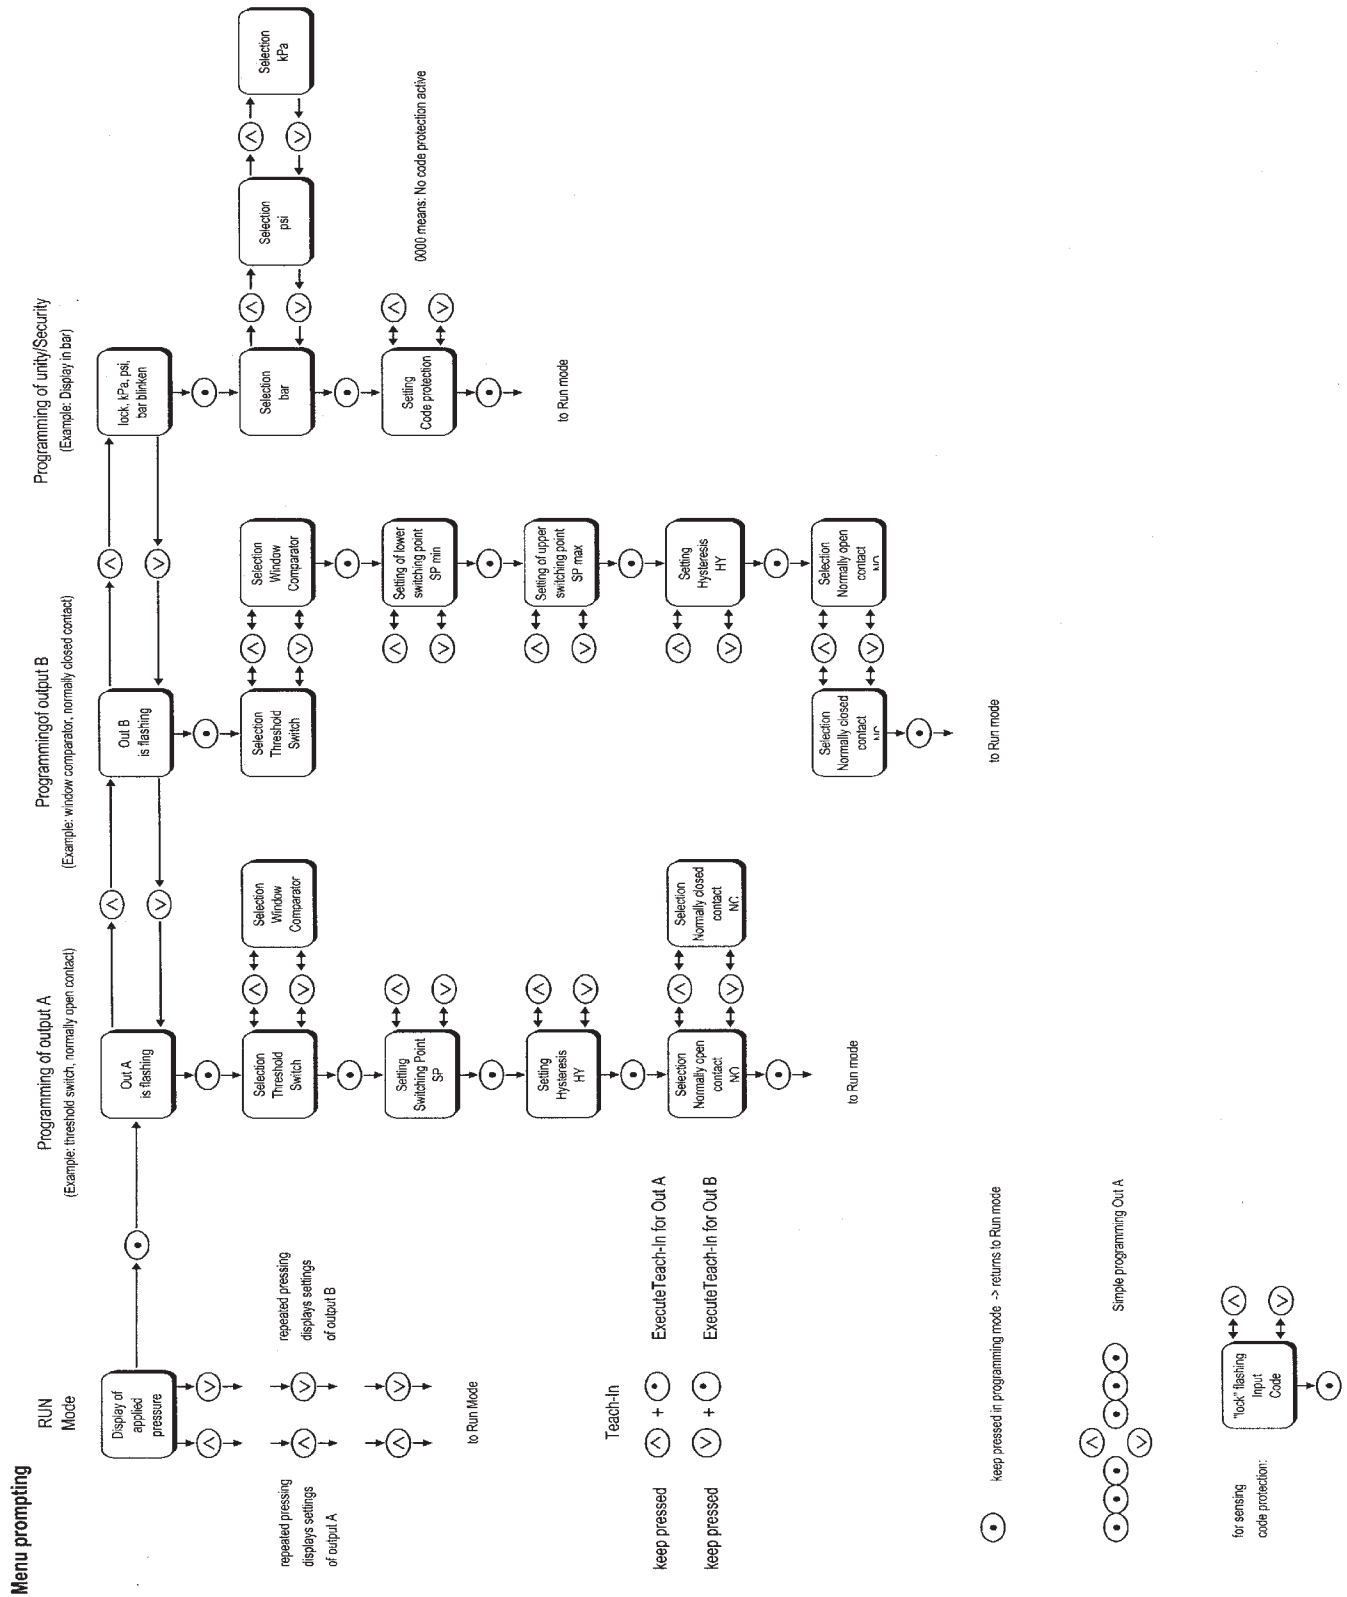 Menu prompting
RUN
Mode
Display of
applied
pressure
repeated pressing
displays settings
of output A
repeated pressing
displays settings
of output B
to Run Mode
Teach-In
keep pressed
+
ExecuteTeach-In for Out A
keep pressed
+
ExecuteTeach-In for Out B
keep pressed in programming mode -> returns to Run mode
Simple programming Out A
for sensing
code protection:
"lock" flashing
Input
Code
Programming of output A
(Example: threshold switch, normally open contact)
Out A
is flashing
Selection
Threshold
Switch
Selection
Window
Comparator
Setting
Switching Point
SP
Setting
Hysteresis
HY
Selection
Normally open
contact
NO
Selection
Normally closed
contact
NC
to Run mode
Programmingof output B
(Example: window comparator, normally closed contact)
Out B
is flashing
Selection
Threshold
Switch
Selection
Window
Comparator
Setting of lower
switching point
SP min
Setting of upper
switching point
SP max
Setting
Hysteresis
HY
Selection
Normally closed
contact
Selection
Normally open
contact
to Run mode
Programming of unity/Security
(Example: Display in bar)
lock, kPa, psi,
bar blinken
Selection
bar
Selection
psi
Selection
kPa
Setting
Code protection
0000 means: No code protection active
to Run mode